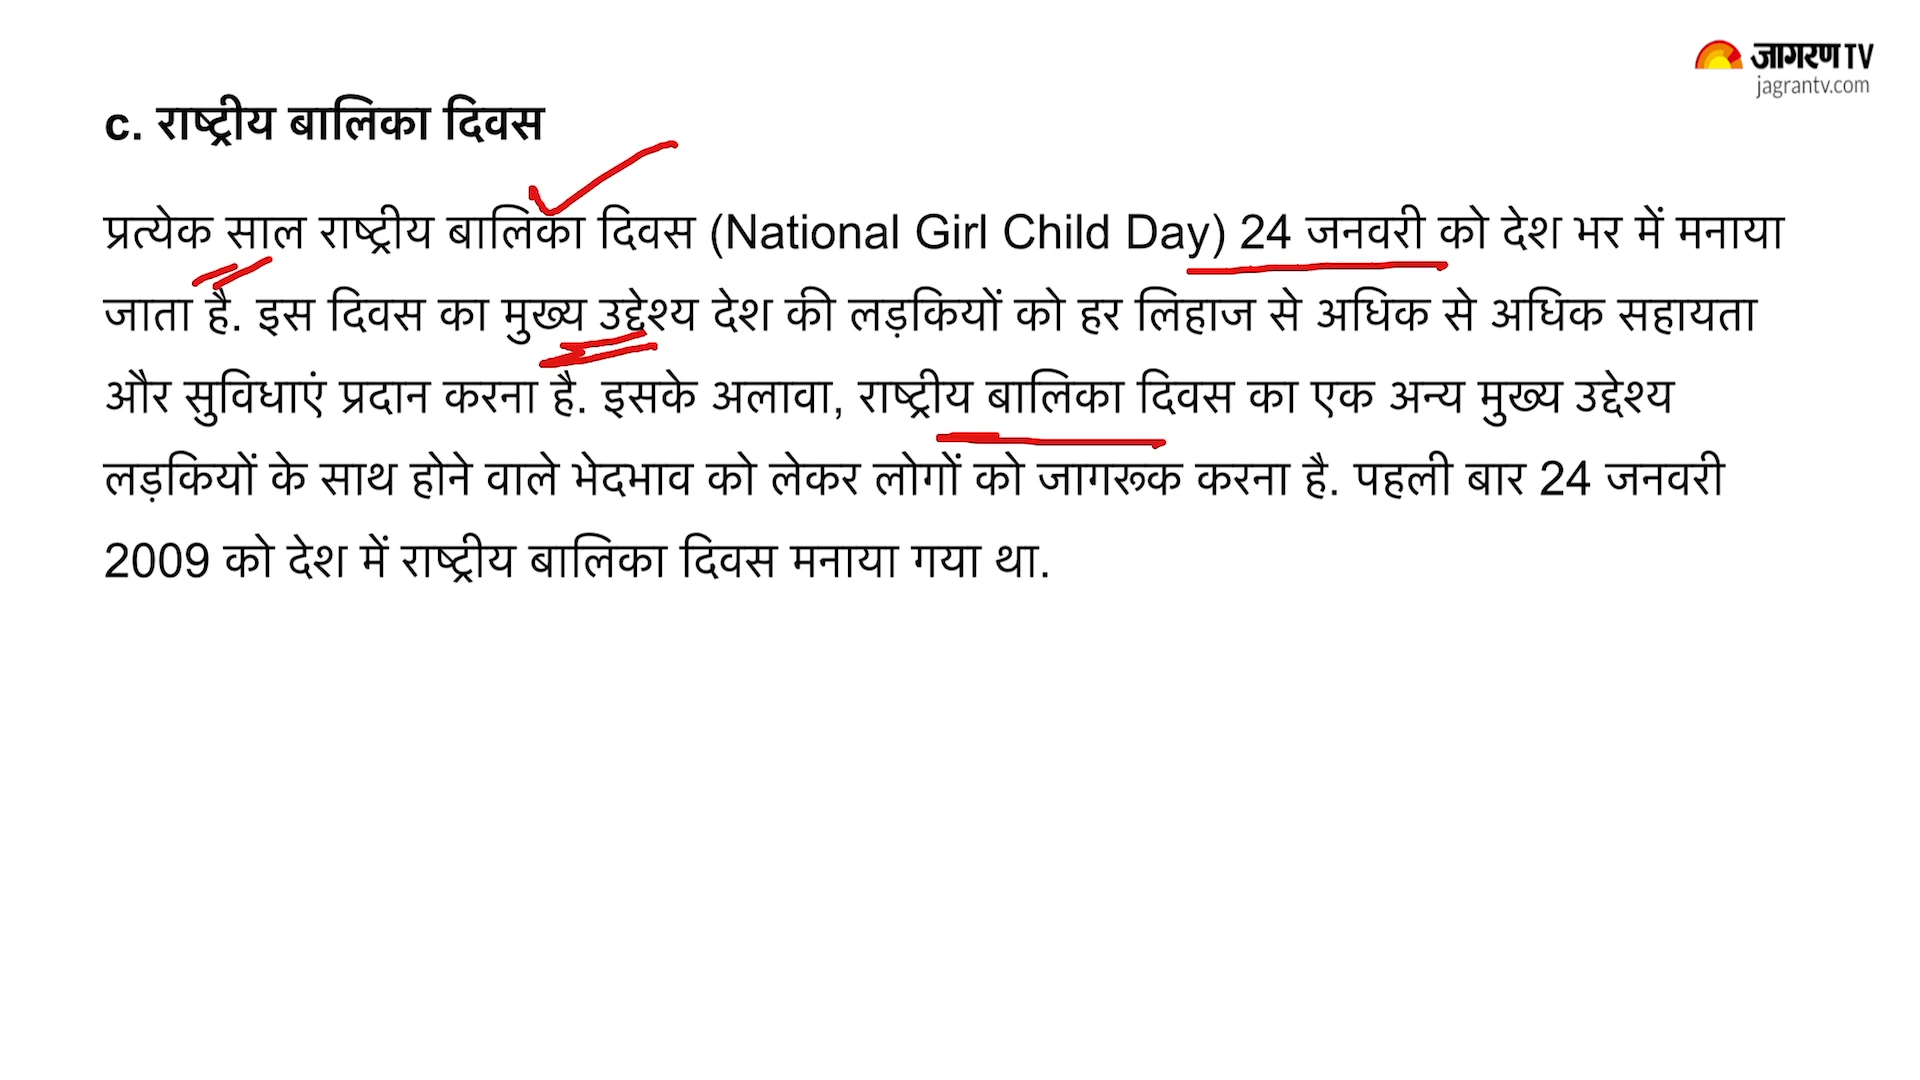 जागरण TV
jagrantv.com
c. राष्ट्रीय बालिका दिवस
प्रत्येक साल राष्ट्रीय बालिका दिवस (National Girl Child Day) 24 जनवरी को देश भर में मनाया
जाता है. इस दिवस का मुख्य उद्देश्य देश की लड़कियों को हर लिहाज से अधिक से अधिक सहायता
और सुविधाएं प्रदान करना है. इसके अलावा, राष्ट्रीय बालिका दिवस का एक अन्य मुख्य उद्देश्य
लड़कियों के साथ होने वाले भेदभाव को लेकर लोगों को जागरूक करना है. पहली बार 24 जनवरी
2009 को देश में राष्ट्रीय बालिका दिवस मनाया गया था.